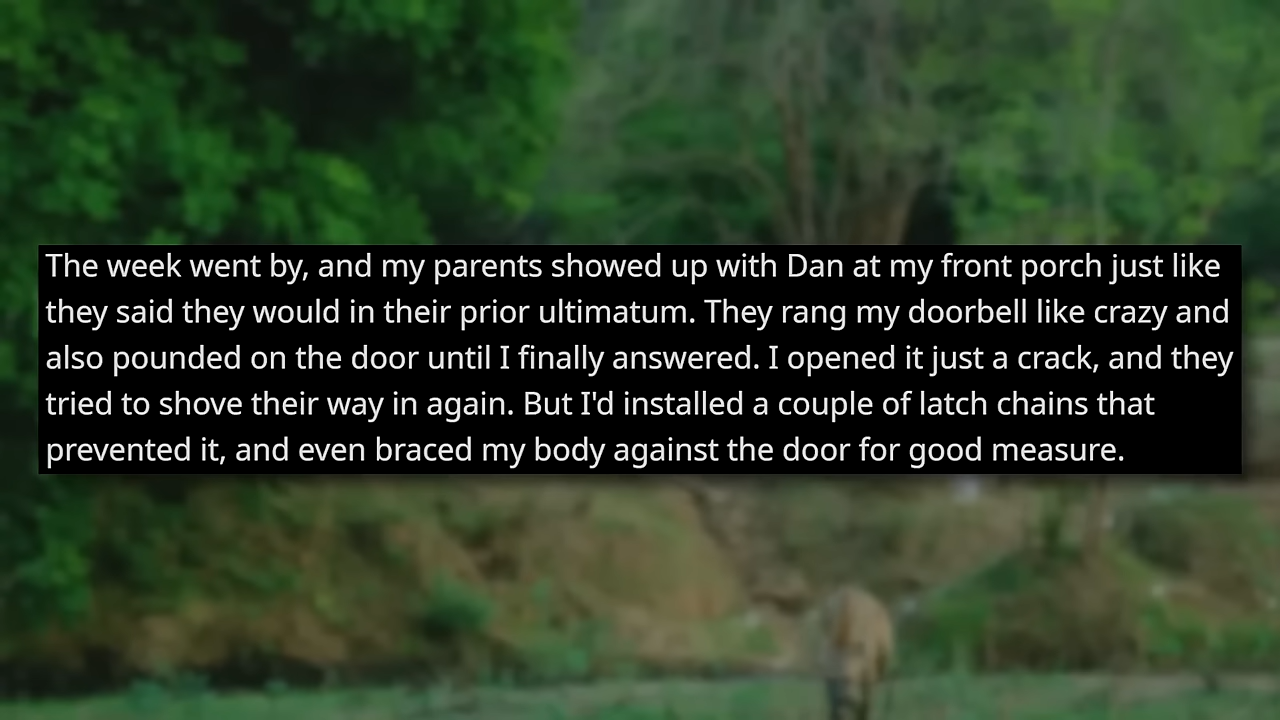 The week went by, and my parents showed up with Dan at my front porch just like
they said they would in their prior ultimatum. They rang my doorbell like crazy and
also pounded on the door until I finally answered. I opened it just a crack, and they
tried to shove their way in again. But I'd installed a couple of latch chains that
prevented it, and even braced my body against the door for good measure.